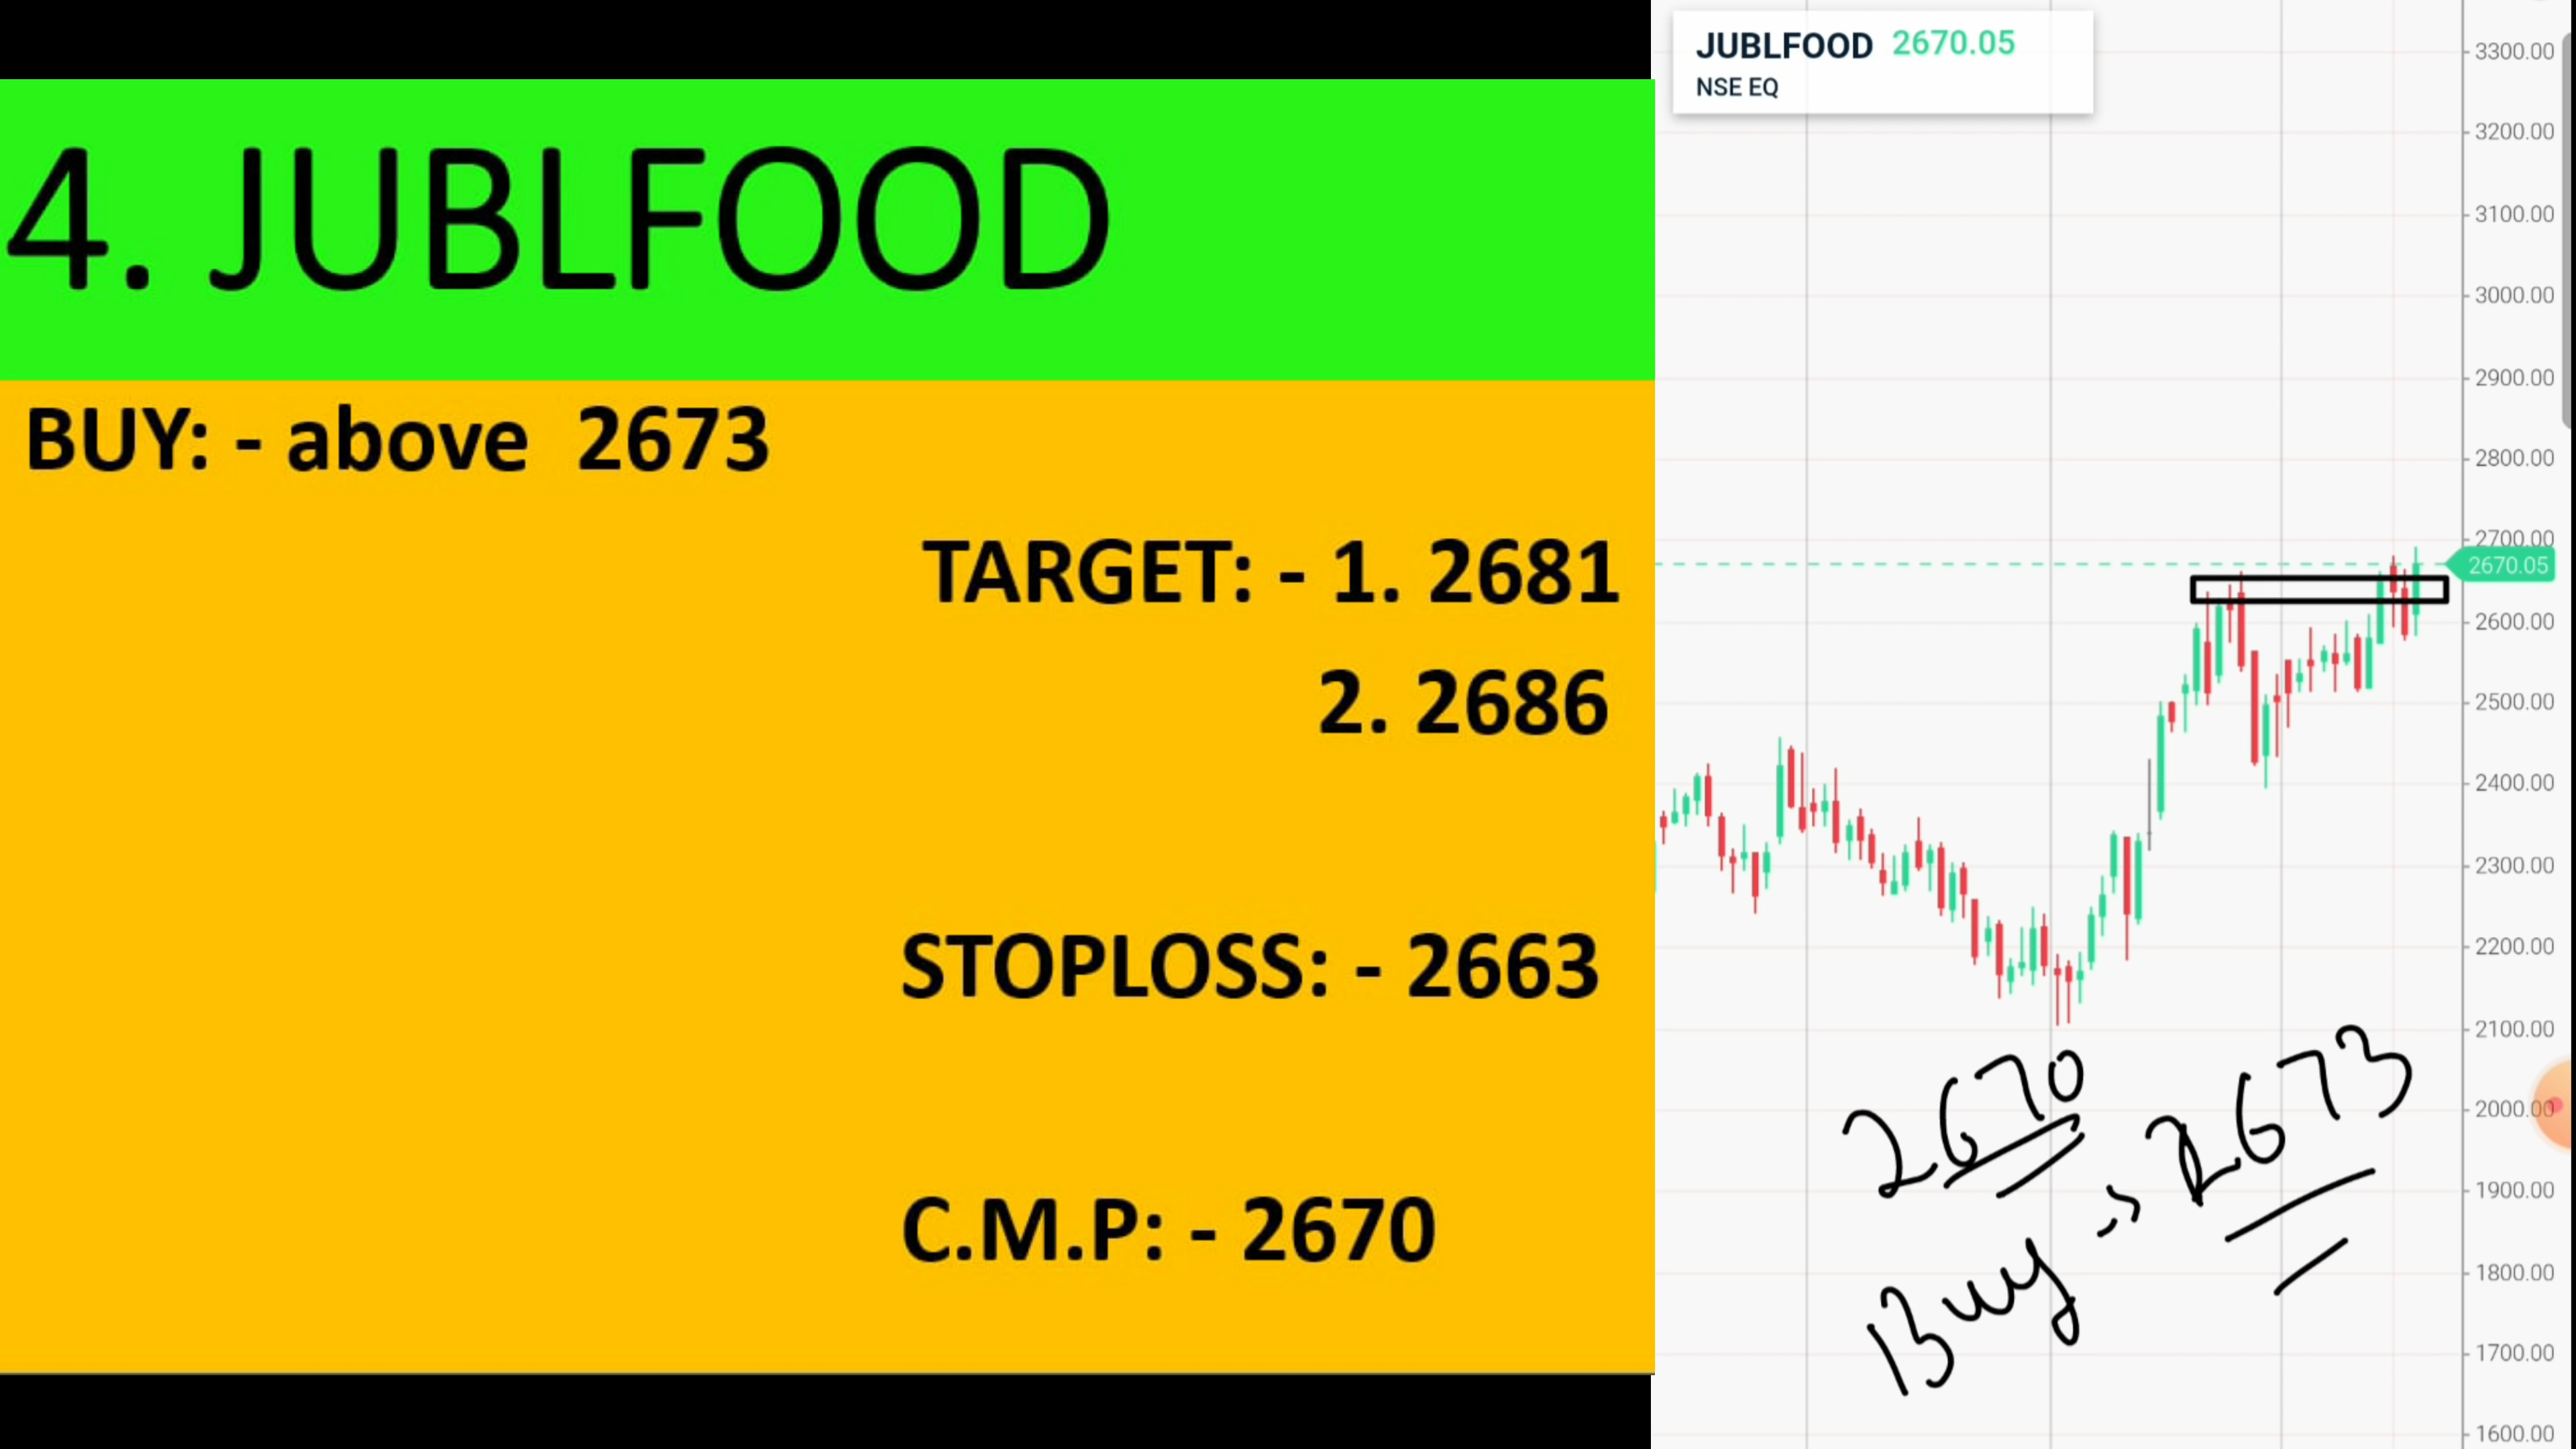 4. JUBLFOOD
BUY: - above 2673
TARGET: - 1. 2681
2. 2686
STOPLOSS: - 2663
C.M.P: - 2670
JUBLFOOD 2670.05
NSE EQ
3300.00
3200.00
3100.00
3000.00
2900.00
2800.00
2700.00
2670.05
2600.00
2500.00
2400.00
2300.00
2200.00
2100.00
2000.00
1900.00
1800.00
1700.00
1600.00
2670
Buy → 2673